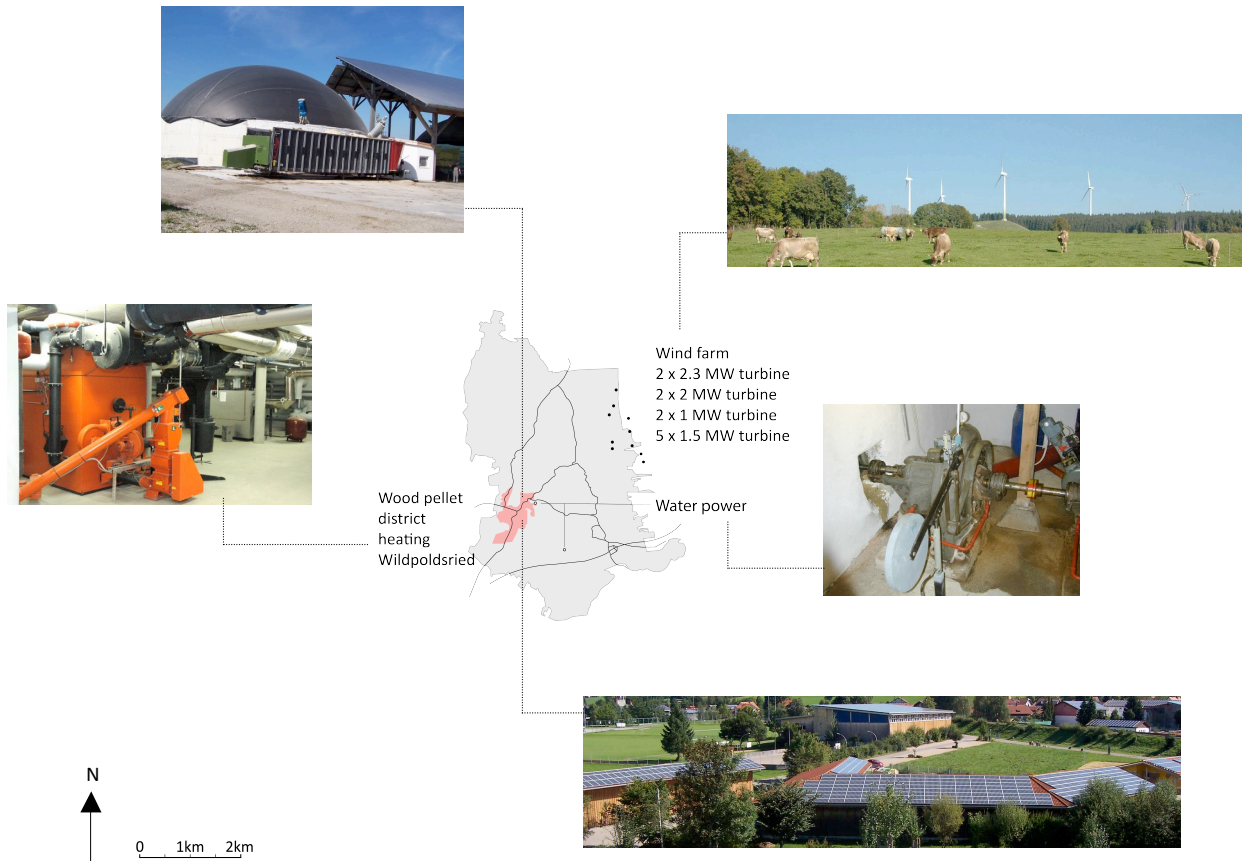 Wind farm
2 x 2.3 MW turbine
2 x 2 MW turbine
2 x 1 MW turbine
5 x 1.5 MW turbine
Wood pellet
district
heating
Wildpoldsried
Water power
N
0 1km 2km